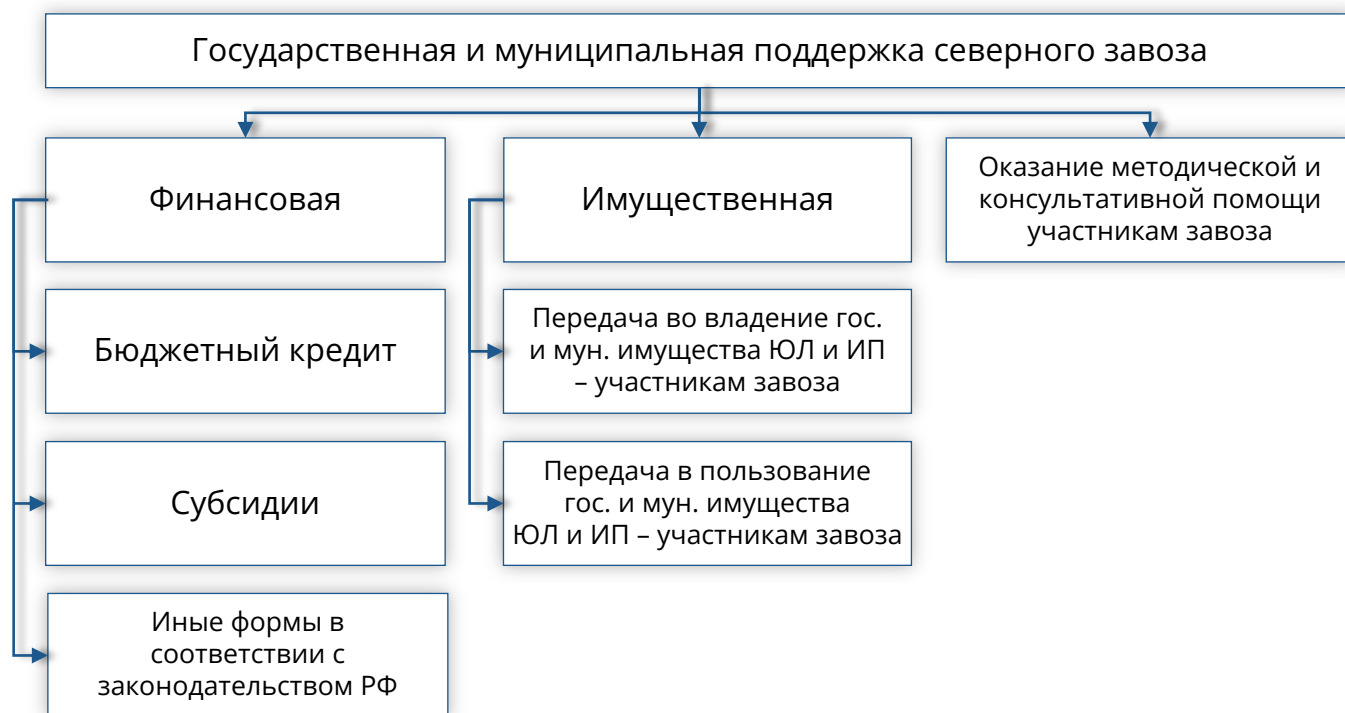 Государственная и муниципальная поддержка северного завоза
Финансовая
Имущественная
Оказание методической и
консультативной помощи
участникам завоза
Бюджетный кредит
Передача во владение гос.
и мун. имущества ЮЛ и ИП
– участникам завоза
Субсидии
Передача в пользование
гос. и мун. имущества
ЮЛ и ИП – участникам завоза
Иные формы в
соответствии с
законодательством РФ